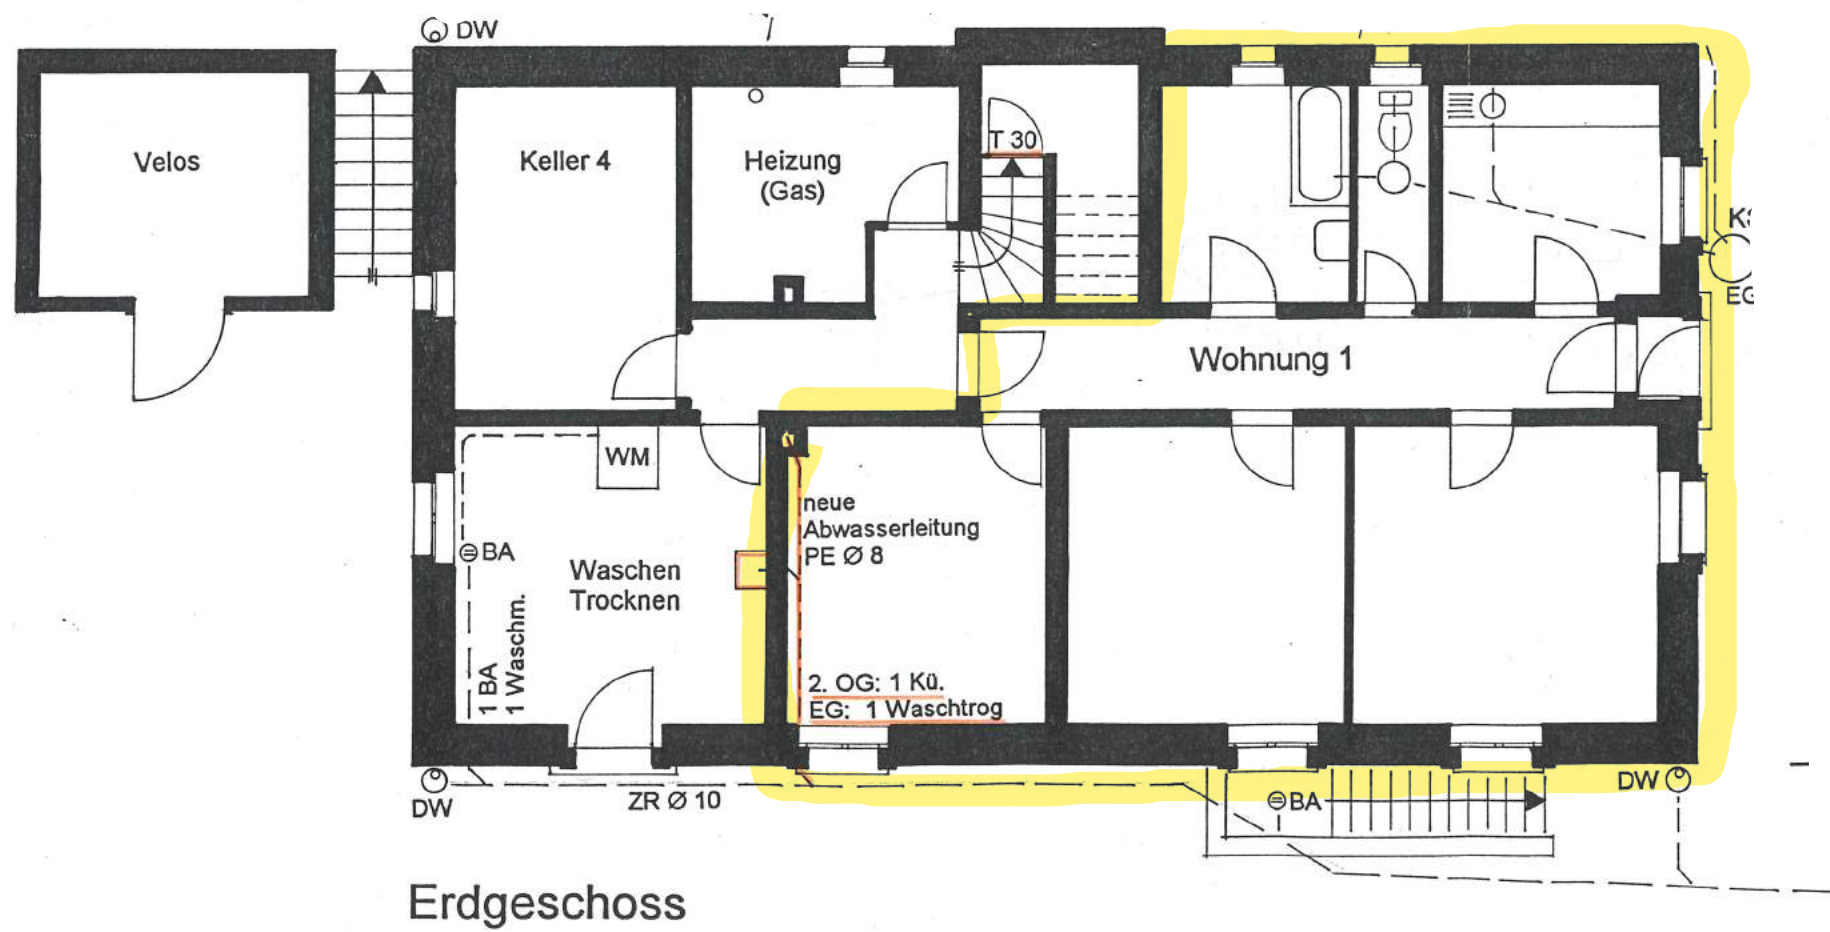 DW
Velos
Keller 4
Heizung
(Gas)
T 30
EG
Wohnung 1
WM
neue
Abwasserleitung
PE Ø 8
BA
Waschen
Trocknen
1 BA
1 Waschm.
2. OG: 1 Kü.
EG: 1 Waschtrog
DW
ZR Ø 10
BA
DW
Erdgeschoss